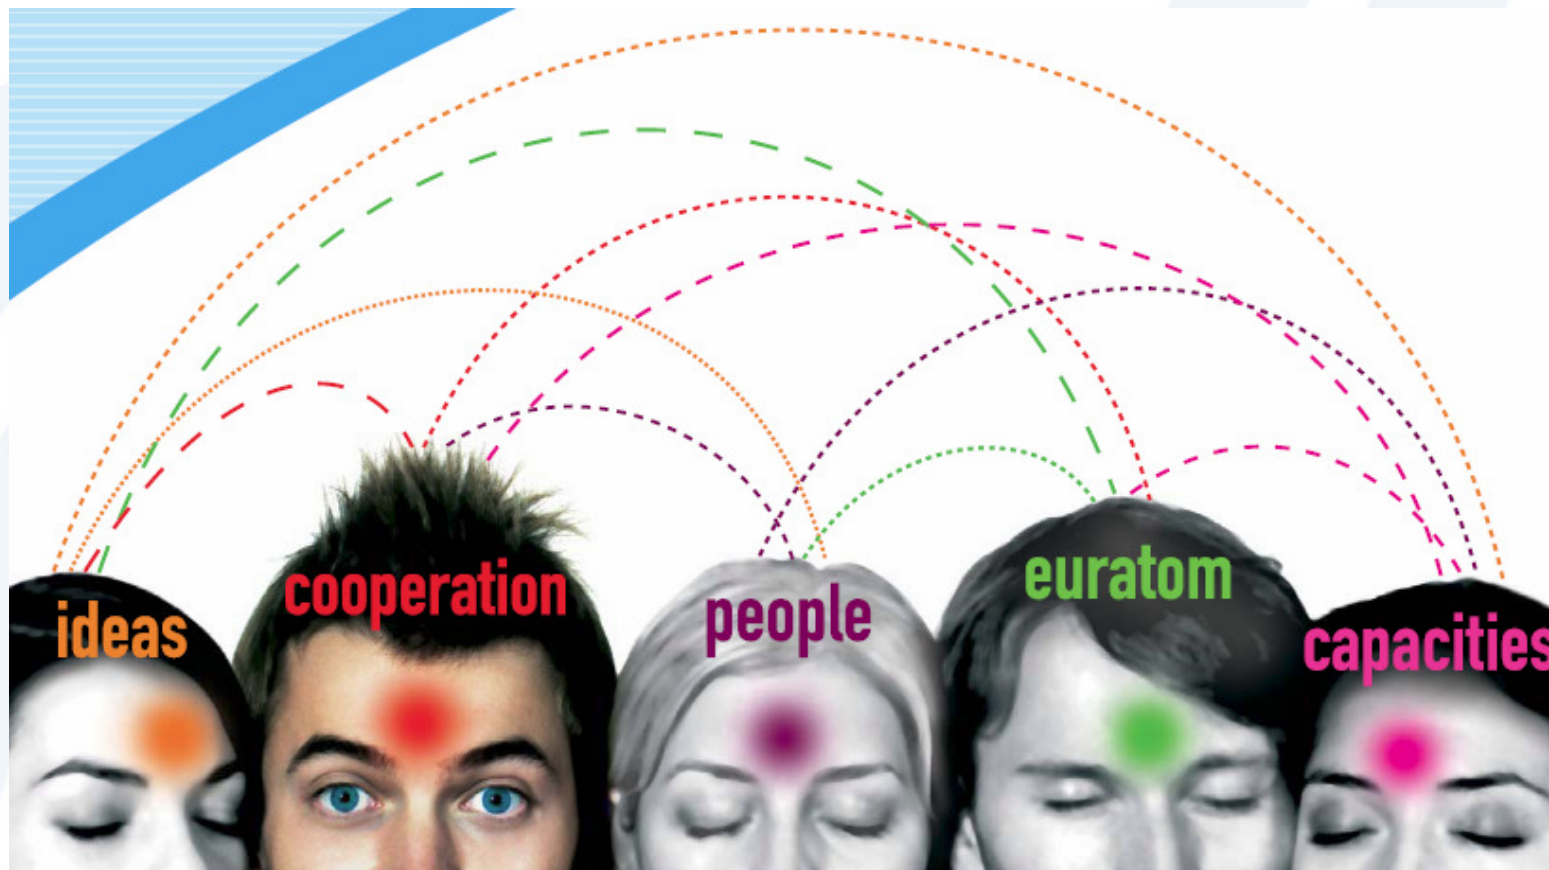 ideas
cooperation
people
euratom
capacities